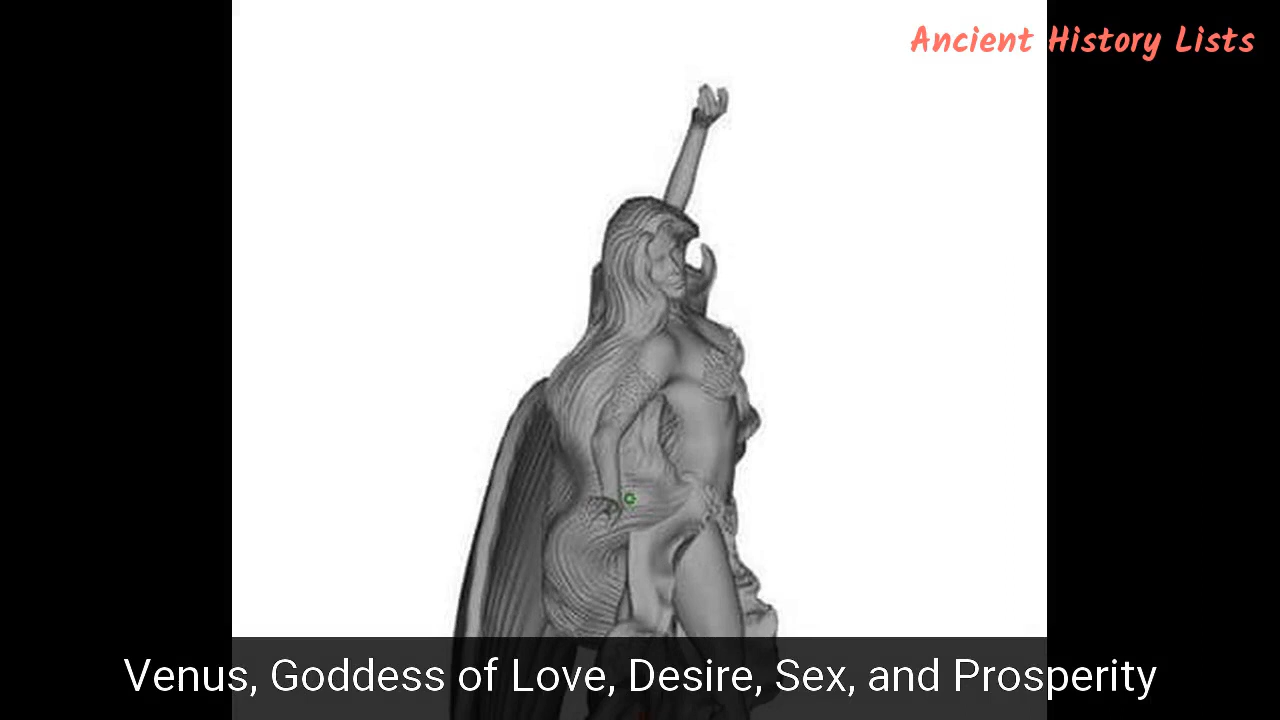 Ancient History Lists
Venus, Goddess of Love, Desire, Sex, and Prosperity